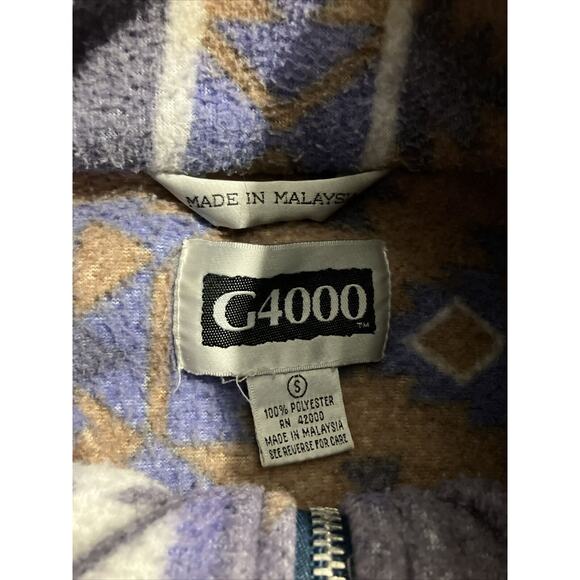 MADE IN MALAYSI
G4000
TM
S
100% POLYESTER
RN 42000
MADE IN MALAYSIA
SEE REVERSE FOR CARE